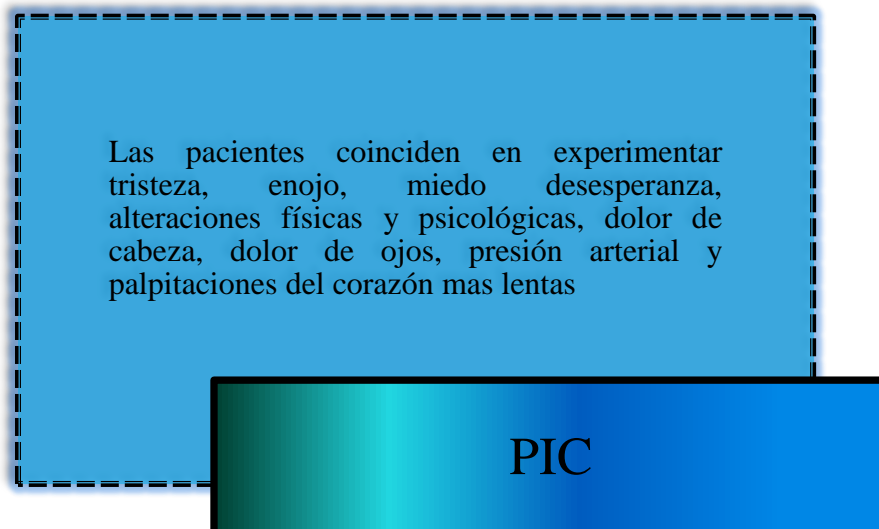 Las pacientes coinciden en experimentar
tristeza, enojo, miedo desesperanza,
alteraciones físicas y psicológicas, dolor de
cabeza, dolor de ojos, presión arterial y
palpitaciones del corazón mas lentas
PIC